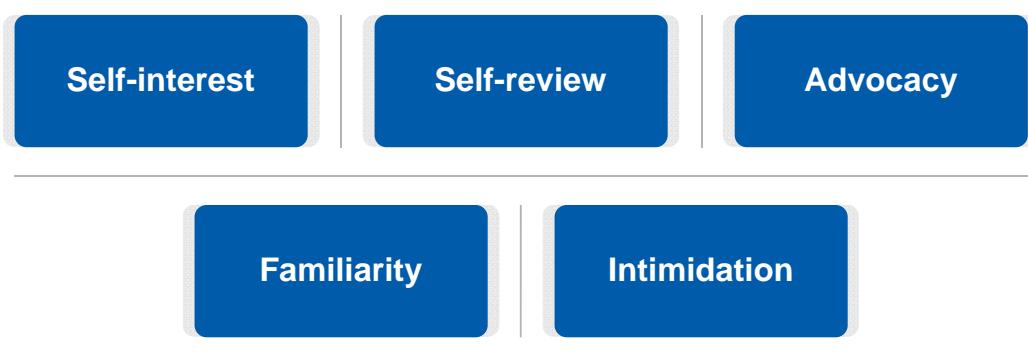 Self-interest
Self-review
Advocacy
Familiarity
Intimidation